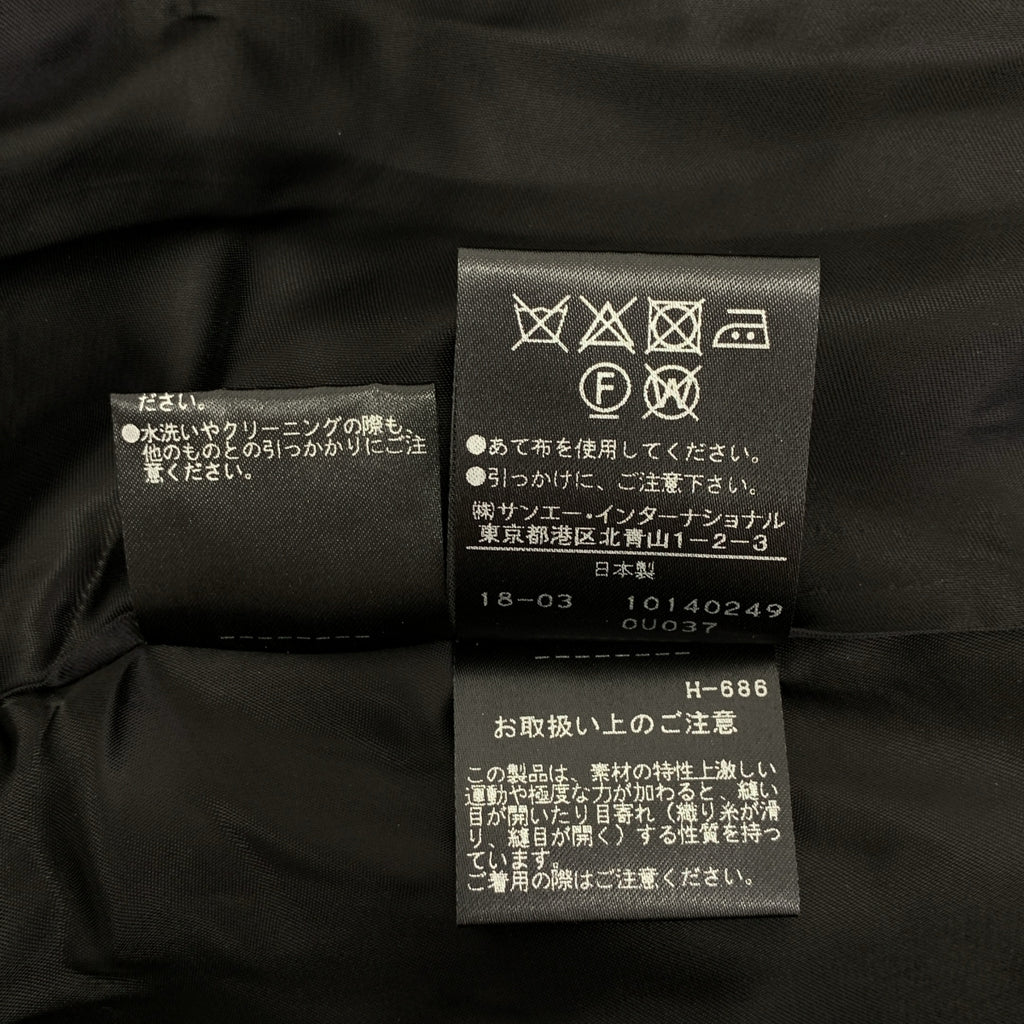 ださい。
●水洗いやクリーニングの際も、
他のものとの引っかかりにご注
意ください。
F
W
●あて布を使用してください。
●引っかけに、ご注意下さい。
㈱サンエー・インターナショナル
東京都港区北青山1-2-3
日本製
18-03 10140249
0U037
H-686
お取扱い上のご注意
この製品は、素材の特性上激しい
運動や極度な力が加わると、縫い
目が開いたり目寄れ(織り糸が滑
り、縫目が開く)する性質を持っ
ています。
ご着用の際はご注意ください。